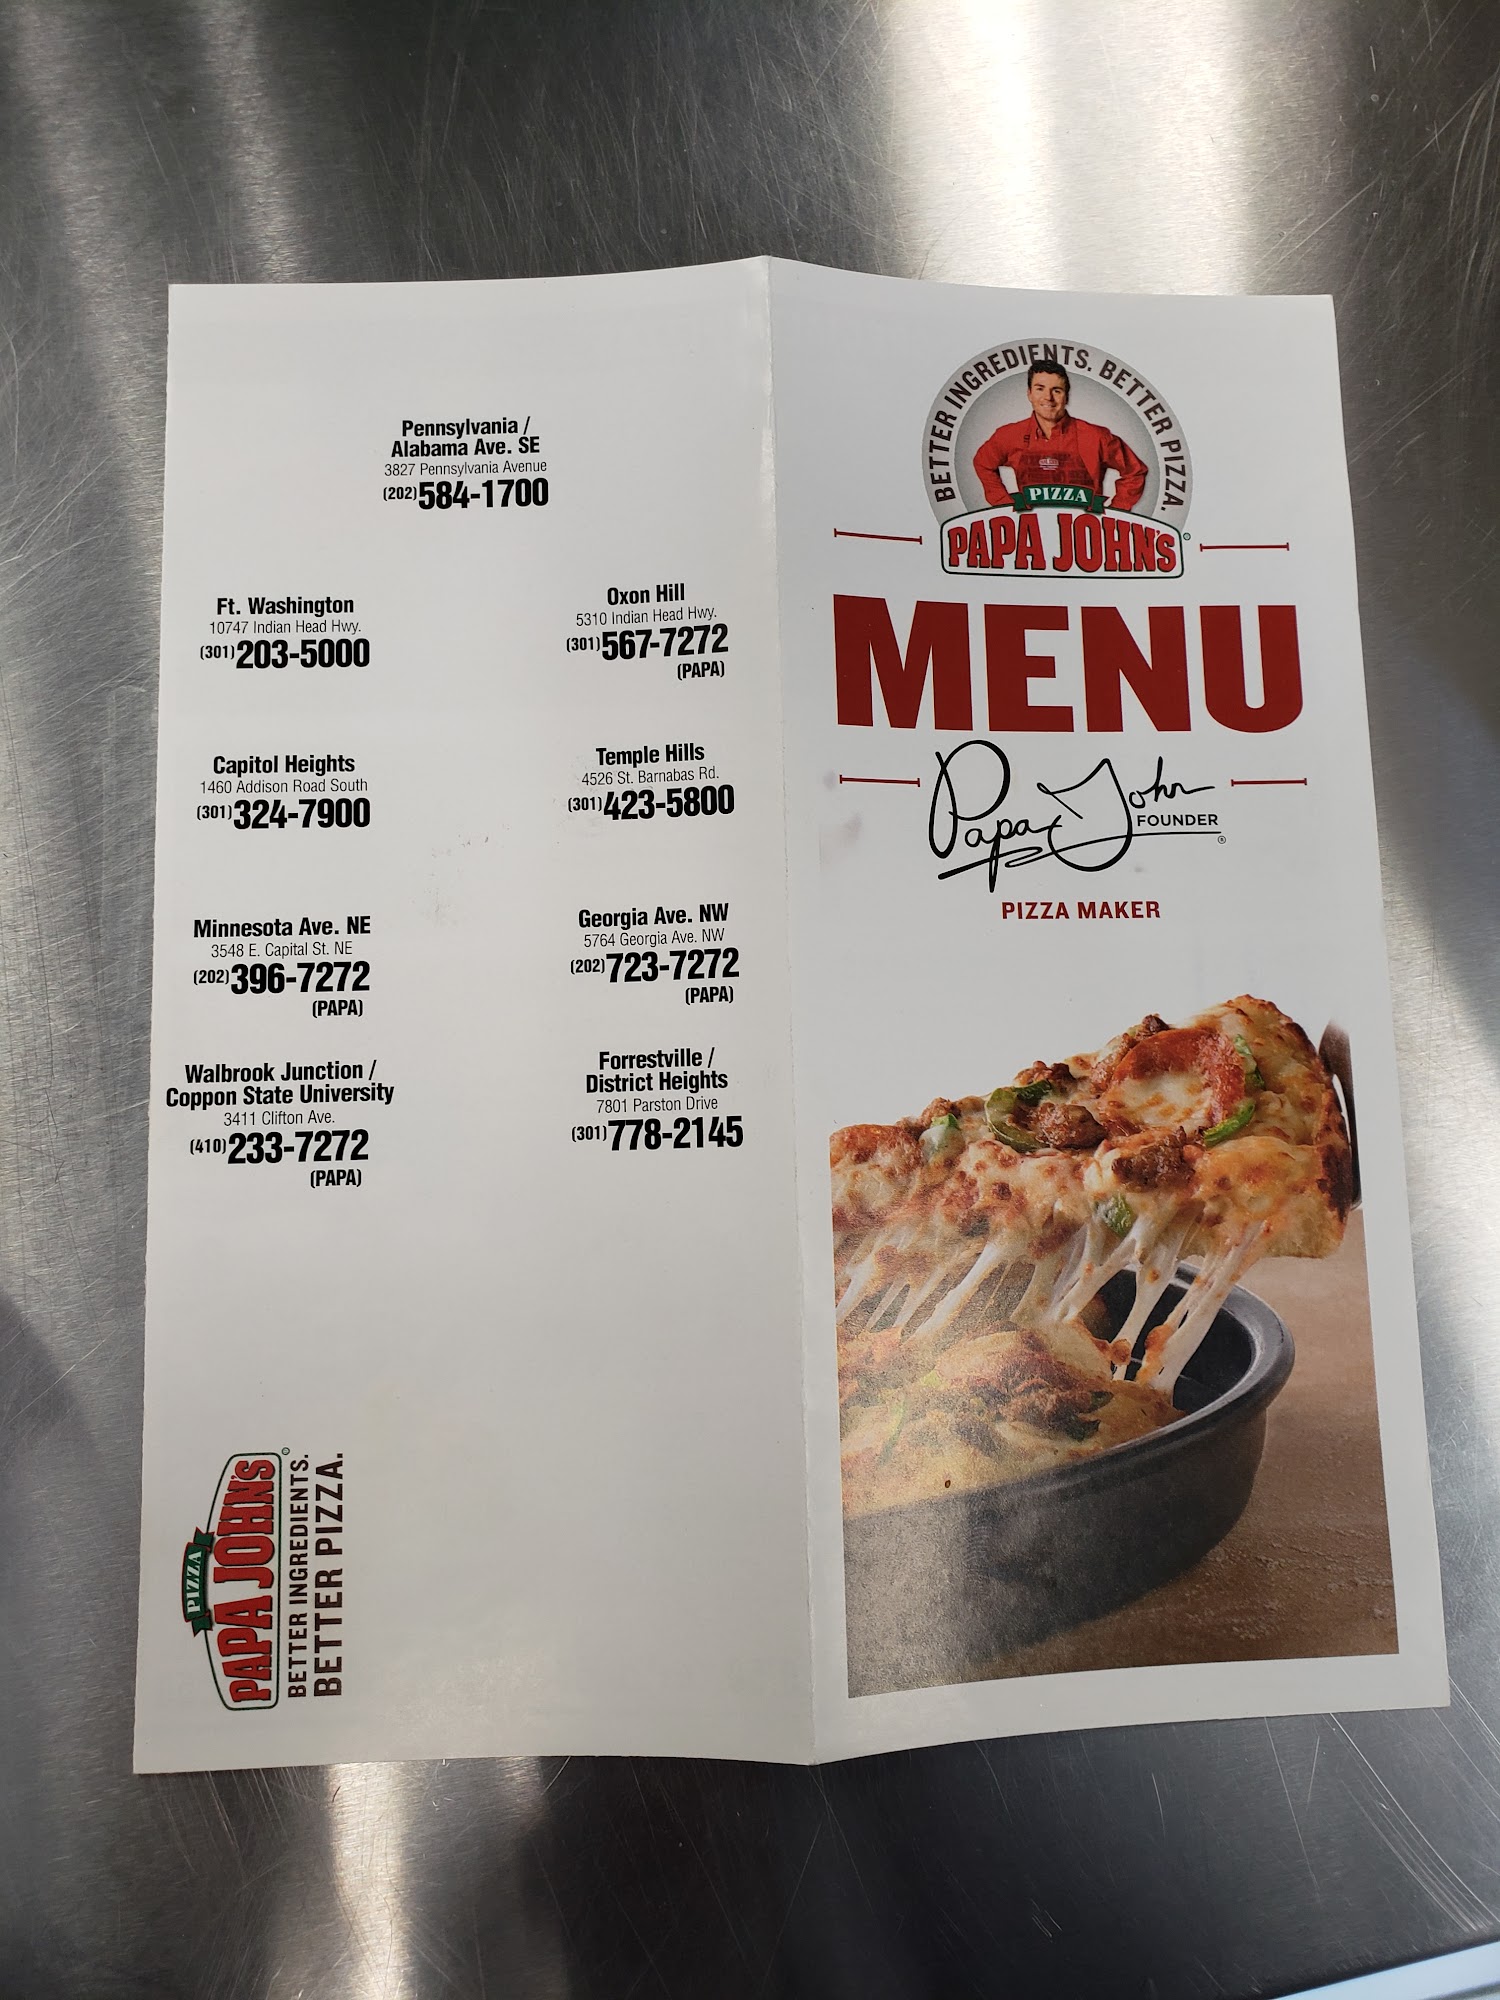 Pennsylvania /
Alabama Ave. SE
3827 Pennsylvania Avenue
(202) 584-1700
Ft. Washington
10747 Indian Head Hwy.
(301) 203-5000
Oxon Hill
5310 Indian Head Hwy.
(301) 567-7272
(PAPA)
Capitol Heights
1460 Addison Road South
(301) 324-7900
Temple Hills
4526 St. Barnabas Rd.
(301) 423-5800
Minnesota Ave. NE
3548 E. Capital St. NE
(202) 396-7272
(PAPA)
Georgia Ave. NW
5764 Georgia Ave. NW
(202) 723-7272
(PAPA)
Walbrook Junction /
Coppon State University
3411 Clifton Ave.
(410) 233-7272
(PAPA)
Forrestville /
District Heights
7801 Parston Drive
(301) 778-2145
PIZZA
PAPA JOHN'S®
BETTER INGREDIENTS.
BETTER PIZZA.
BETTER INGREDIENTS. BETTER PIZZA.
PIZZA
PAPA JOHN'S®
MENU
Papa John
FOUNDER
®
PIZZA MAKER